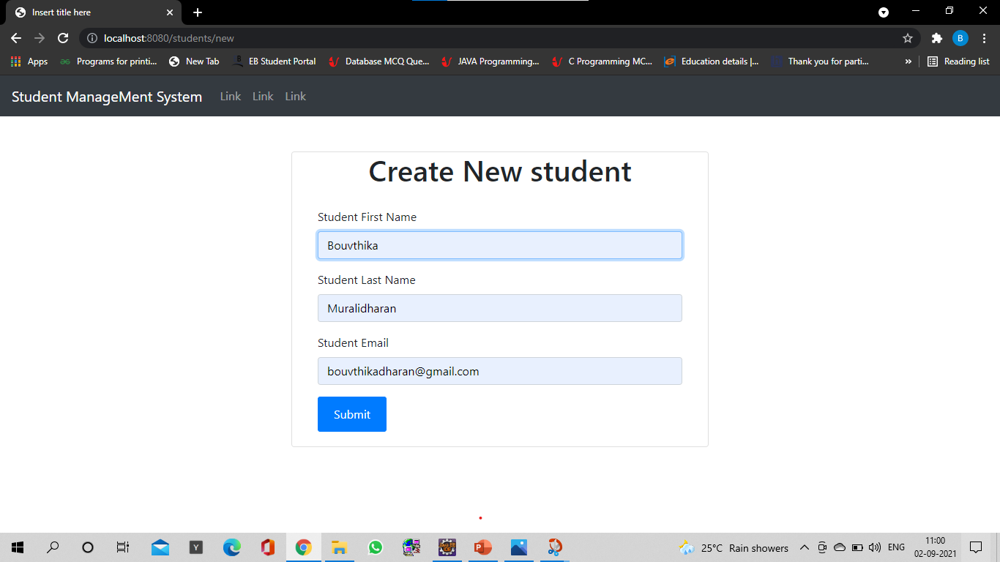 Insert title here
localhost:8080/students/new
B
Apps
Programs for printi...
New Tab
B
EB Student Portal
Database MCQ Que...
JAVA Programming...
C Programming MC...
Education details |...
Thank you for parti...
»
Reading list
Student ManageMent System
Link
Link
Link
Create New student
Student First Name
Bouvthika
Student Last Name
Muralidharan
Student Email
bouvthikadharan@gmail.com
Submit
Y
25°C Rain showers
ENG
11:00
02-09-2021